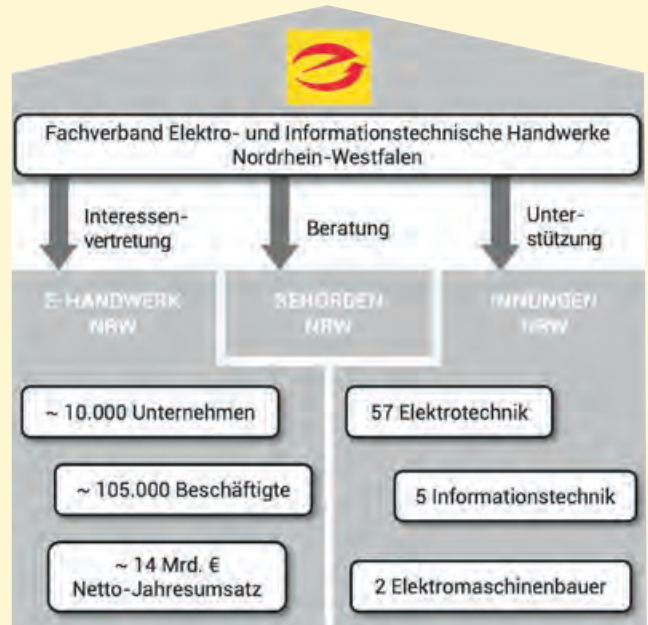 Fachverband Elektro- und Informationstechnische Handwerke
Nordrhein-Westfalen
Interessen-
vertretung
Beratung
Unter-
stützung
E-HANDWERK
NRW
BEHÖRDEN
NRW
INNUNGEN
NRW
~ 10.000 Unternehmen
~ 105.000 Beschäftigte
~ 14 Mrd. €
Netto-Jahresumsatz
57 Elektrotechnik
5 Informationstechnik
2 Elektromaschinenbauer